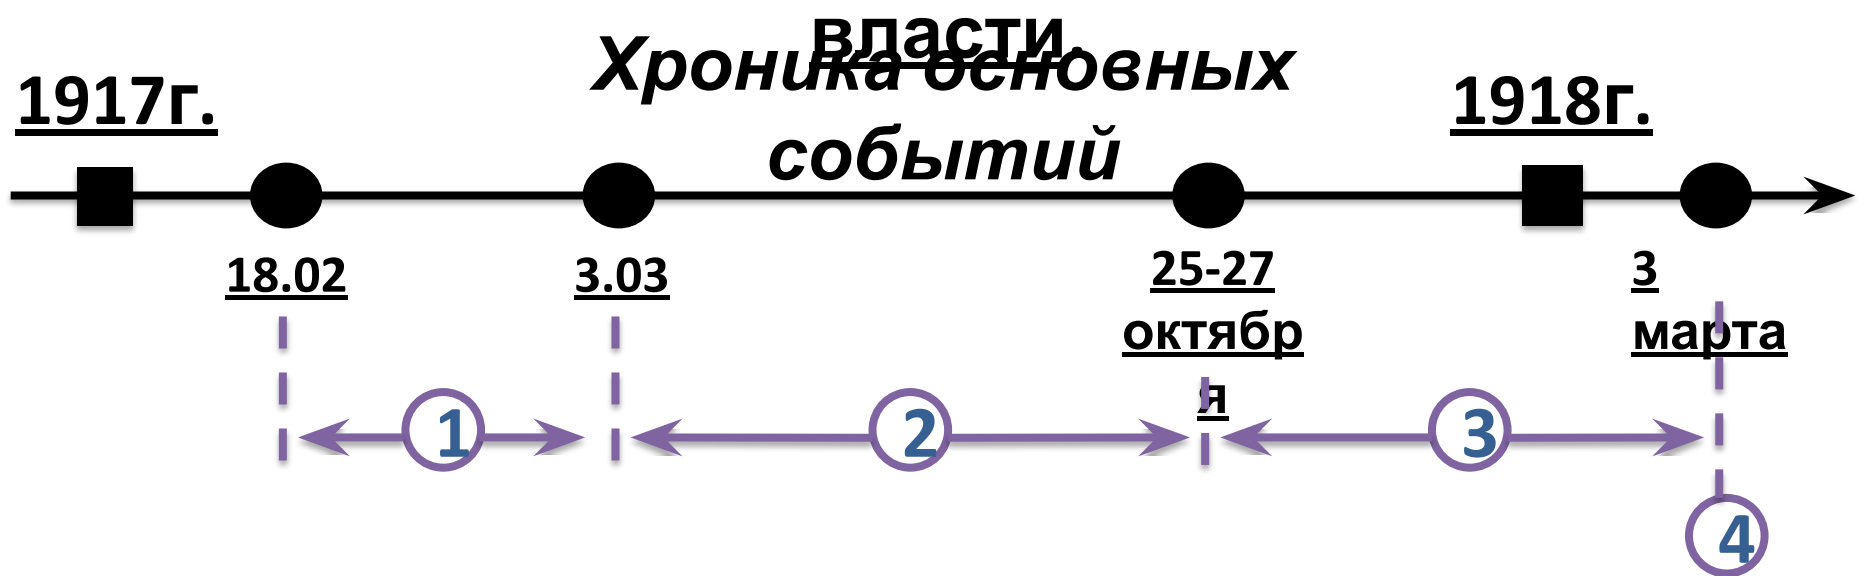 власти.
Хроника основных
событий
1917г.
1918г.
18.02
3.03
25-27
октябр
я
3
марта
1
2
3
4